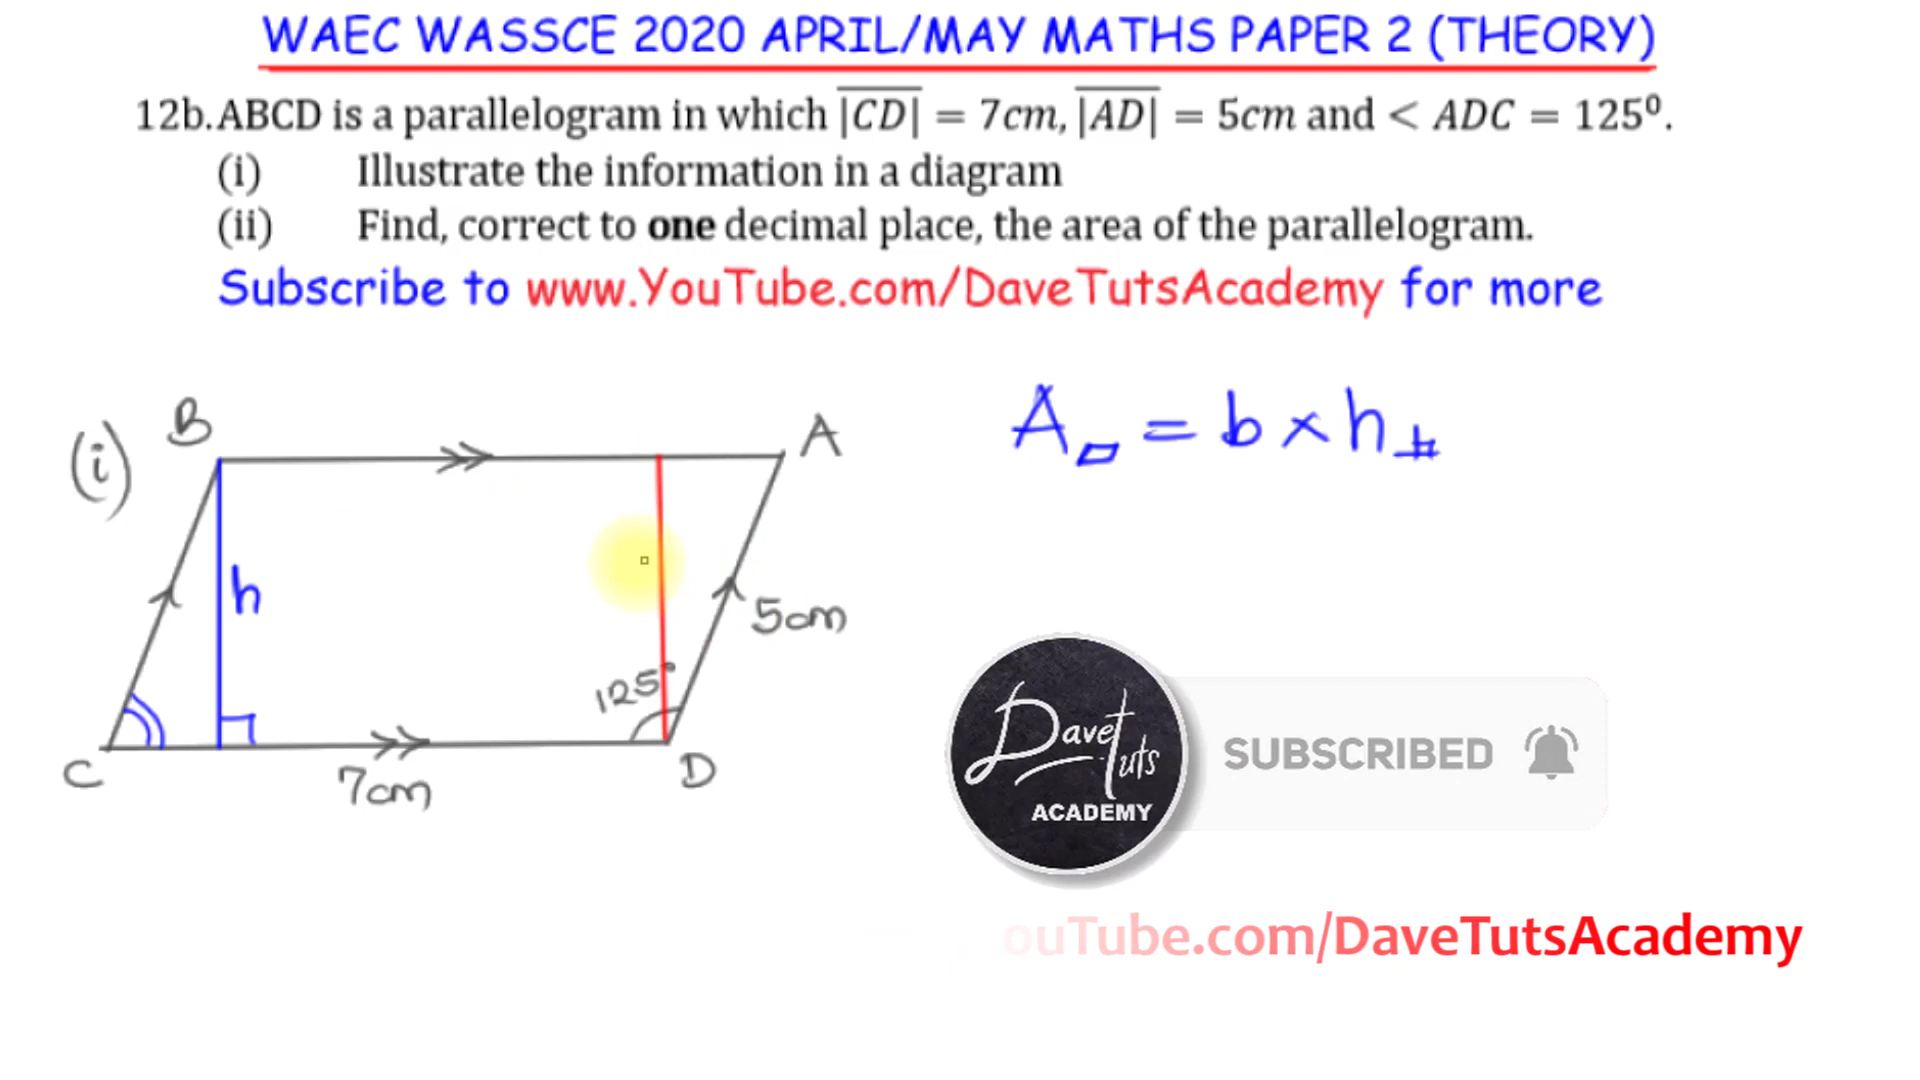 WAEC WASSCE 2020 APRIL/MAY MATHS PAPER 2 (THEORY)
12b.ABCD is a parallelogram in which |CD| = 7cm, |AD| = 5cm and < ADC = 125⁰.
(i) Illustrate the information in a diagram
(ii) Find, correct to one decimal place, the area of the parallelogram.
Subscribe to www.YouTube.com/DaveTutsAcademy for more
(i)
B
A
A▱ = b × h
h
5cm
125°
C
7cm
D
Dave Tuts
ACADEMY
SUBSCRIBED
ouTube.com/DaveTutsAcademy